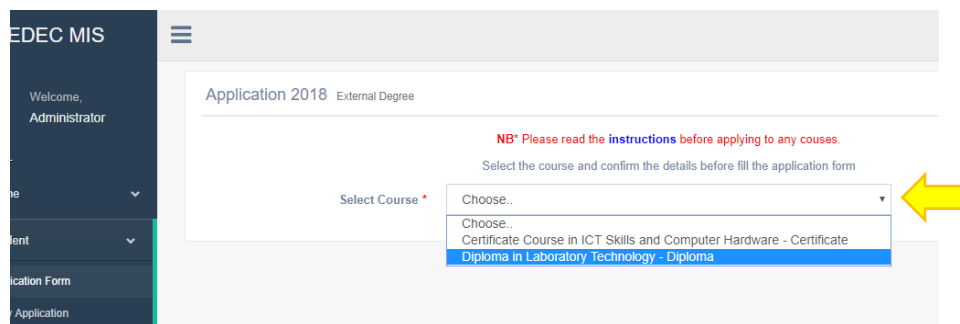 EDEC MIS
Welcome,
Administrator
Application 2018 External Degree
NB* Please read the instructions before applying to any couses.
Select the course and confirm the details before fill the application form
Select Course *
Choose..
Choose..
Certificate Course in ICT Skills and Computer Hardware - Certificate
Diploma in Laboratory Technology - Diploma
ne
dent
ication Form
y Application